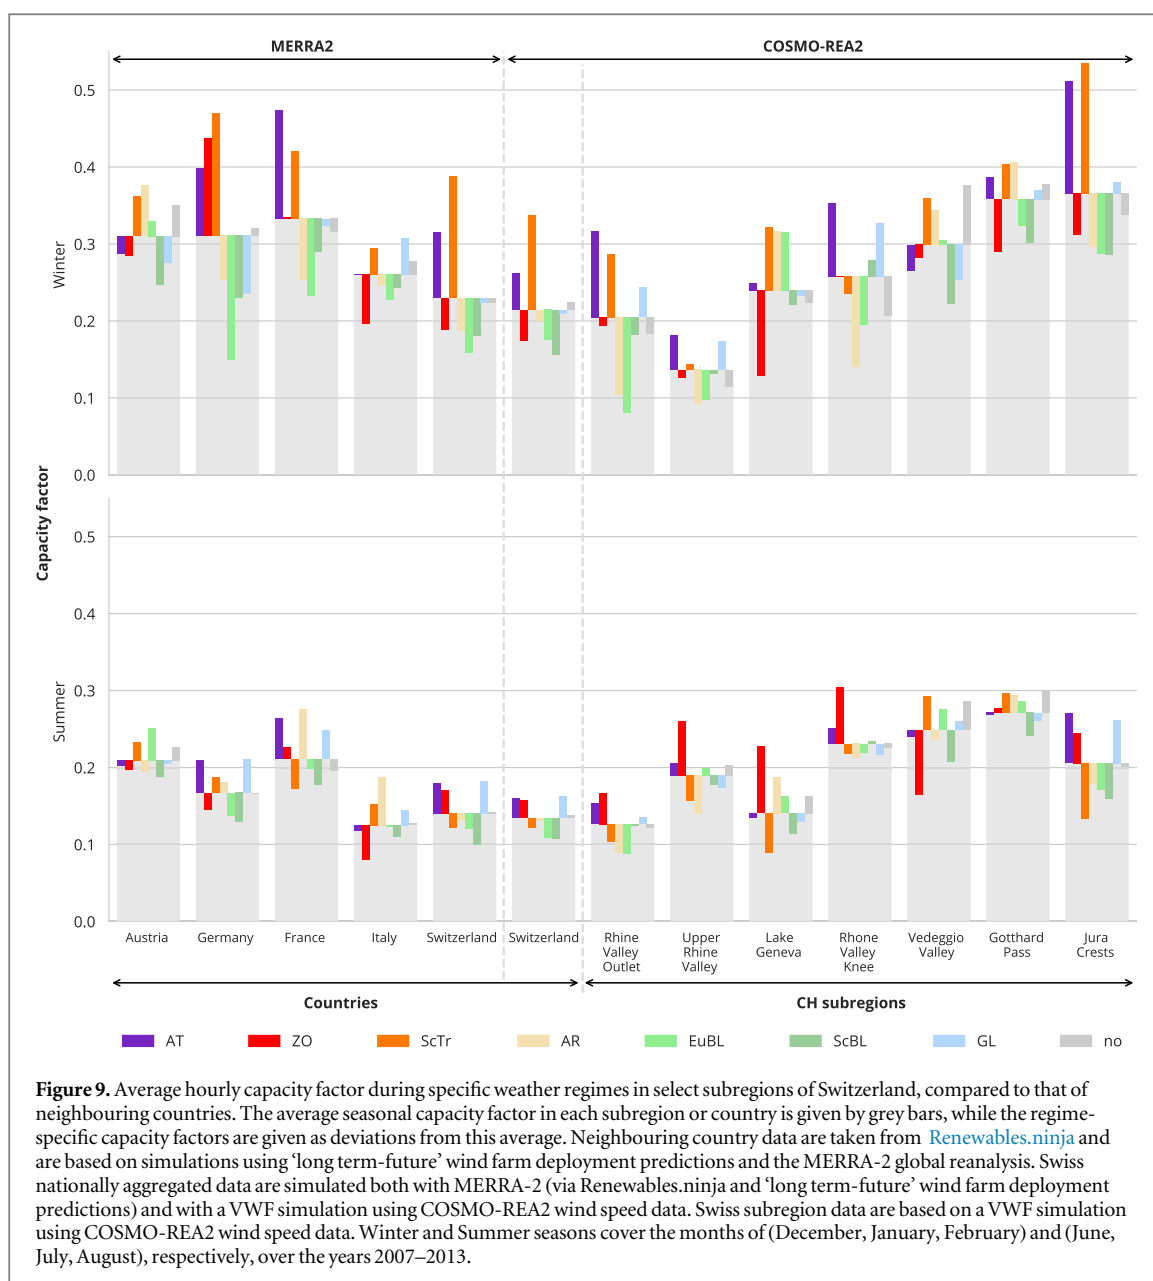 MERRA2
COSMO-REA2
0.5
0.4
0.3
0.2
0.1
0.0
Winter
Capacity factor
0.5
0.4
0.3
0.2
0.1
0.0
Summer
Austria
Germany
France
Italy
Switzerland
Switzerland
Rhine
Valley
Outlet
Upper
Rhine
Valley
Lake
Geneva
Rhone
Valley
Knee
Vedeggio
Valley
Gotthard
Pass
Jura
Crests
Countries
CH subregions
AT ZO ScTr AR EuBL ScBL GL no
Figure 9. Average hourly capacity factor during specific weather regimes in select subregions of Switzerland, compared to that of
neighbouring countries. The average seasonal capacity factor in each subregion or country is given by grey bars, while the regime-
specific capacity factors are given as deviations from this average. Neighbouring country data are taken from Renewables.ninja and
are based on simulations using ‘long term-future’ wind farm deployment predictions and the MERRA-2 global reanalysis. Swiss
nationally aggregated data are simulated both with MERRA-2 (via Renewables.ninja and ‘long term-future’ wind farm deployment
predictions) and with a VWF simulation using COSMO-REA2 wind speed data. Swiss subregion data are based on a VWF simulation
using COSMO-REA2 wind speed data. Winter and Summer seasons cover the months of (December, January, February) and (June,
July, August), respectively, over the years 2007–2013.